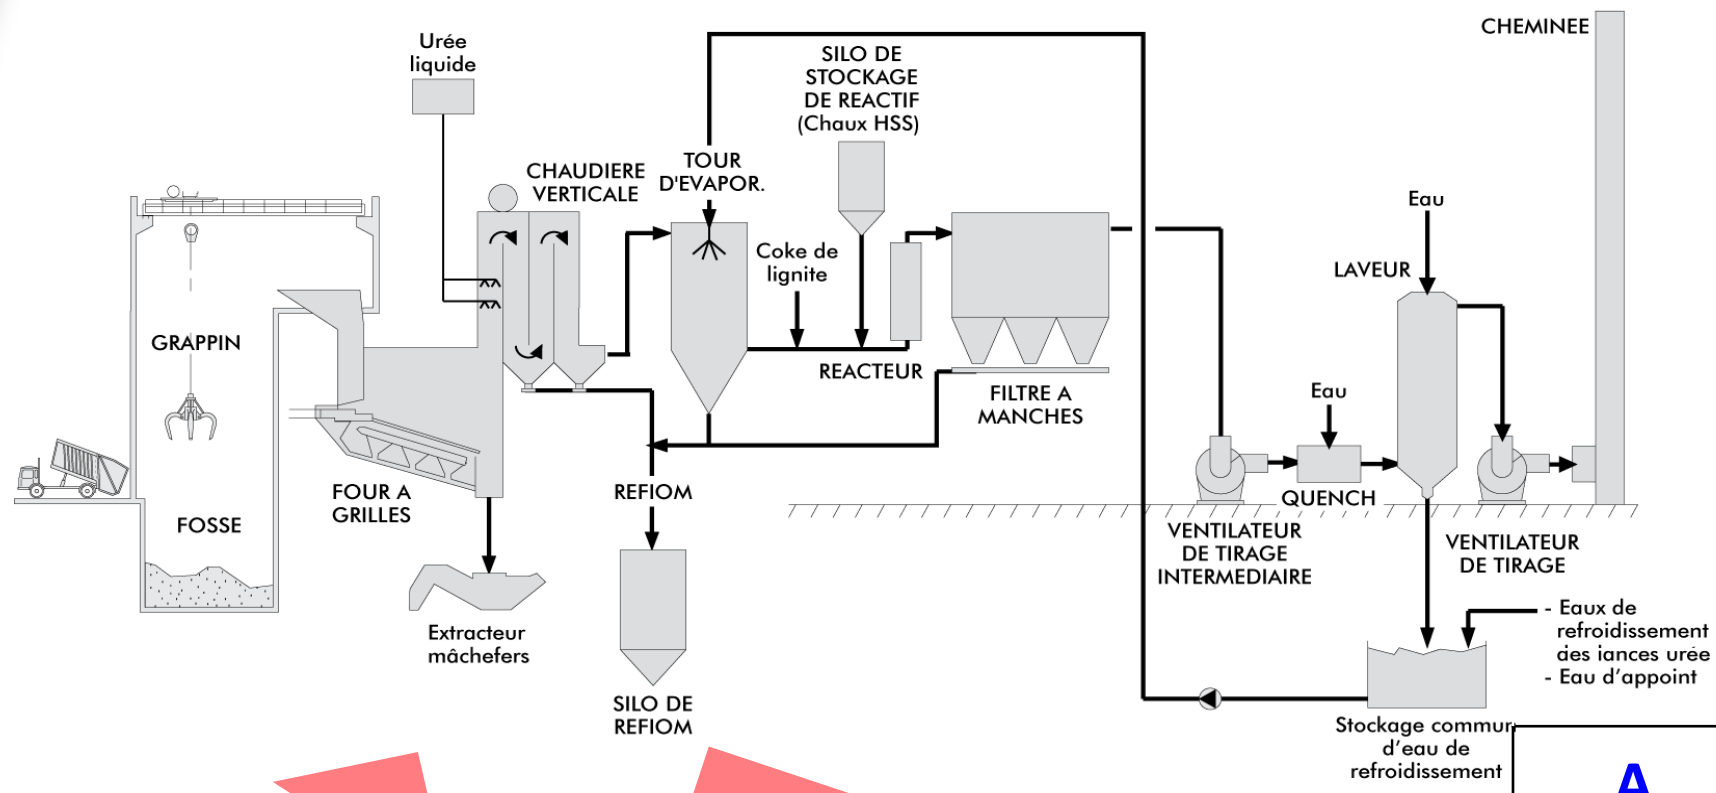 CHEMINEE
Urée
liquide
SILO DE
STOCKAGE
DE REACTIF
(Chaux HSS)
CHAUDIERE
VERTICALE
TOUR
D'EVAPOR.
Eau
Coke de
lignite
LAVEUR
GRAPPIN
REACTEUR
FILTRE A
MANCHES
Eau
FOUR A
GRILLES
REFIOM
QUENCH
FOSSE
VENTILATEUR
DE TIRAGE
INTERMEDIAIRE
VENTILATEUR
DE TIRAGE
Extracteur
mâchefers
- Eaux de
refroidissement
des lances urée
- Eau d'appoint
SILO DE
REFIOM
Stockage commun
d'eau de
refroidissement
A